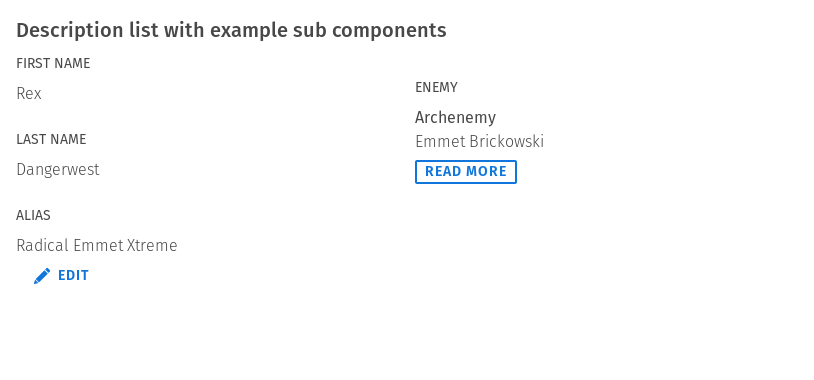 Description list with example sub components
FIRST NAME
Rex
LAST NAME
Dangerwest
ALIAS
Radical Emmet Xtreme
EDIT
ENEMY
Archenemy
Emmet Brickowski
READ MORE